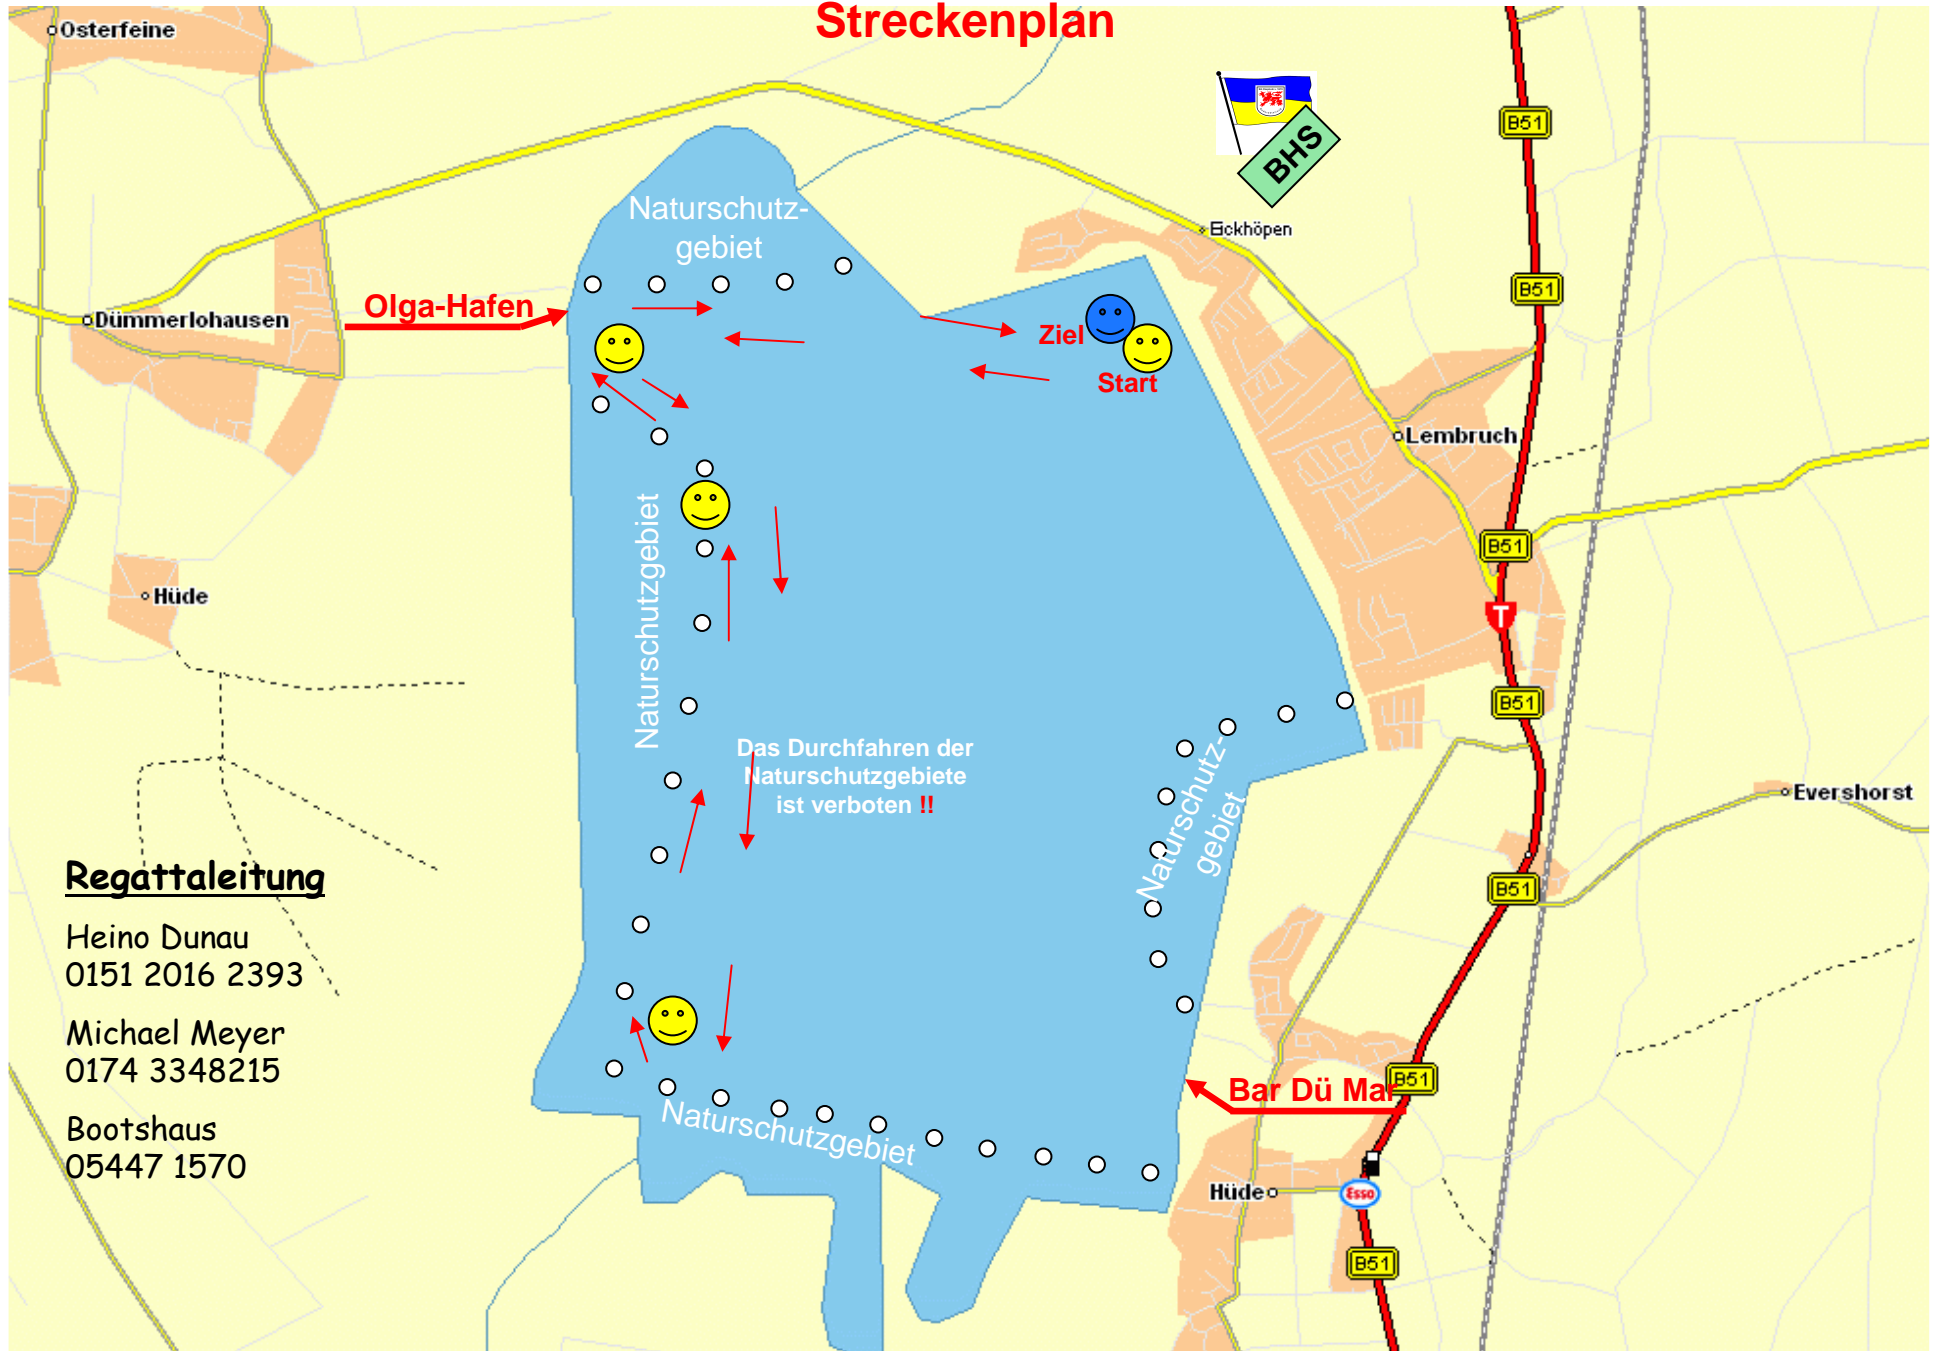 Streckenplan
Osterfeine
B51
BHS
Naturschutz-
gebiet
Eickhöpen
B51
Olga-Hafen
Dümmerlohausen
Ziel
Start
Lembruch
Naturschutzgebiet
B51
Hüde
T
B51
Das Durchfahren der
Naturschutzgebiete
ist verboten !!
Naturschutz-
gebiet
Evershorst
B51
Regattaleitung
Heino Dunau
0151 2016 2393
Michael Meyer
0174 3348215
Bootshaus
05447 1570
B51
Bar Dü Mar
Naturschutzgebiet
Hüde
Esso
B51